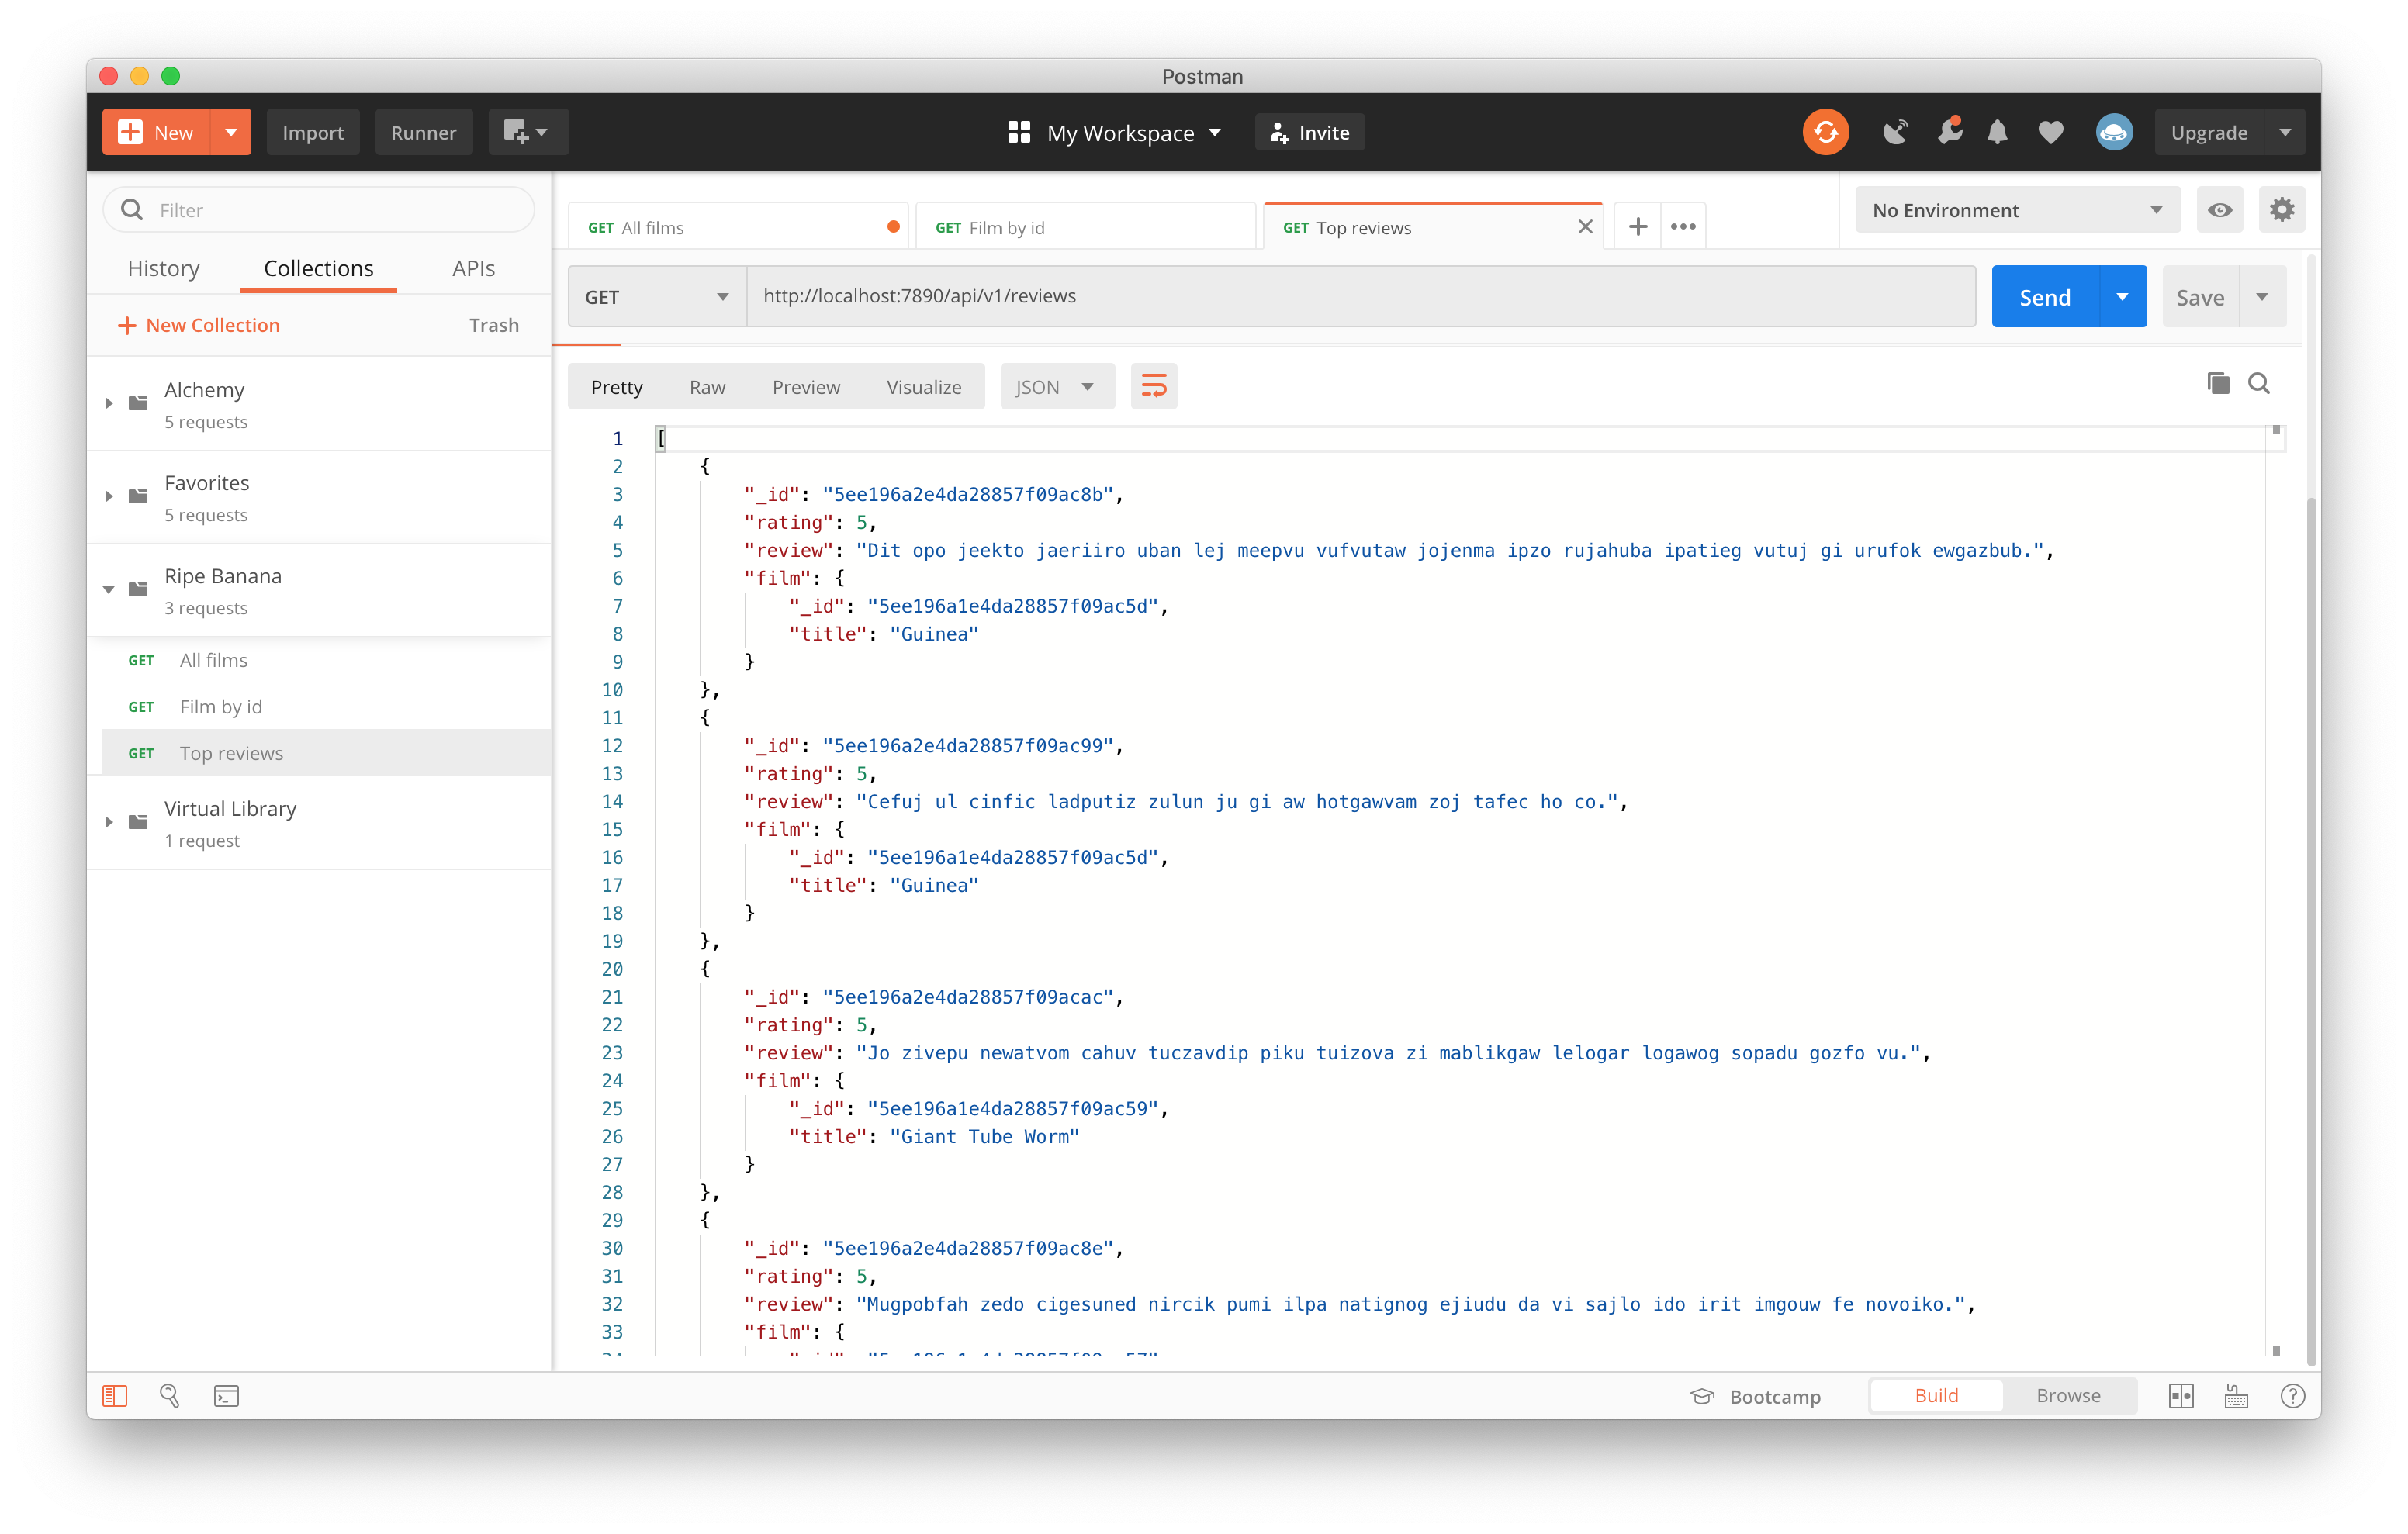 Postman
New
Import
Runner
My Workspace
Invite
Upgrade
Filter
History
Collections
APIs
New Collection
Trash
Alchemy
5 requests
Favorites
5 requests
Ripe Banana
3 requests
GET All films
GET Film by id
GET Top reviews
Virtual Library
1 request
GET All films
GET Film by id
GET Top reviews
No Environment
GET
http://localhost:7890/api/v1/reviews
Send
Save
Pretty
Raw
Preview
Visualize
JSON
1 [
2 {
3 "_id": "5ee196a2e4da28857f09ac8b",
4 "rating": 5,
5 "review": "Dit opo jeekto jaeriiro uban lej meepvu vufvutaw jojenma ipzo rujahuba ipatieg vutuj gi urufok ewgazbub.",
6 "film": {
7 "_id": "5ee196a1e4da28857f09ac5d",
8 "title": "Guinea"
9 }
10 },
11 {
12 "_id": "5ee196a2e4da28857f09ac99",
13 "rating": 5,
14 "review": "Cefuj ul cinfic ladputiz zulun ju gi aw hotgawvam zoj tafec ho co.",
15 "film": {
16 "_id": "5ee196a1e4da28857f09ac5d",
17 "title": "Guinea"
18 }
19 },
20 {
21 "_id": "5ee196a2e4da28857f09acac",
22 "rating": 5,
23 "review": "Jo zivepu newatvom cahuv tuczavdip piku tuizova zi mablikgaw lelogar logawog sopadu gozfo vu.",
24 "film": {
25 "_id": "5ee196a1e4da28857f09ac59",
26 "title": "Giant Tube Worm"
27 }
28 },
29 {
30 "_id": "5ee196a2e4da28857f09ac8e",
31 "rating": 5,
32 "review": "Mugpobfah zedo cigesuned nircik pumi ilpa natignog ejiudu da vi sajlo ido irit imgouw fe novoiko.",
33 "film": {
Bootcamp
Build
Browse